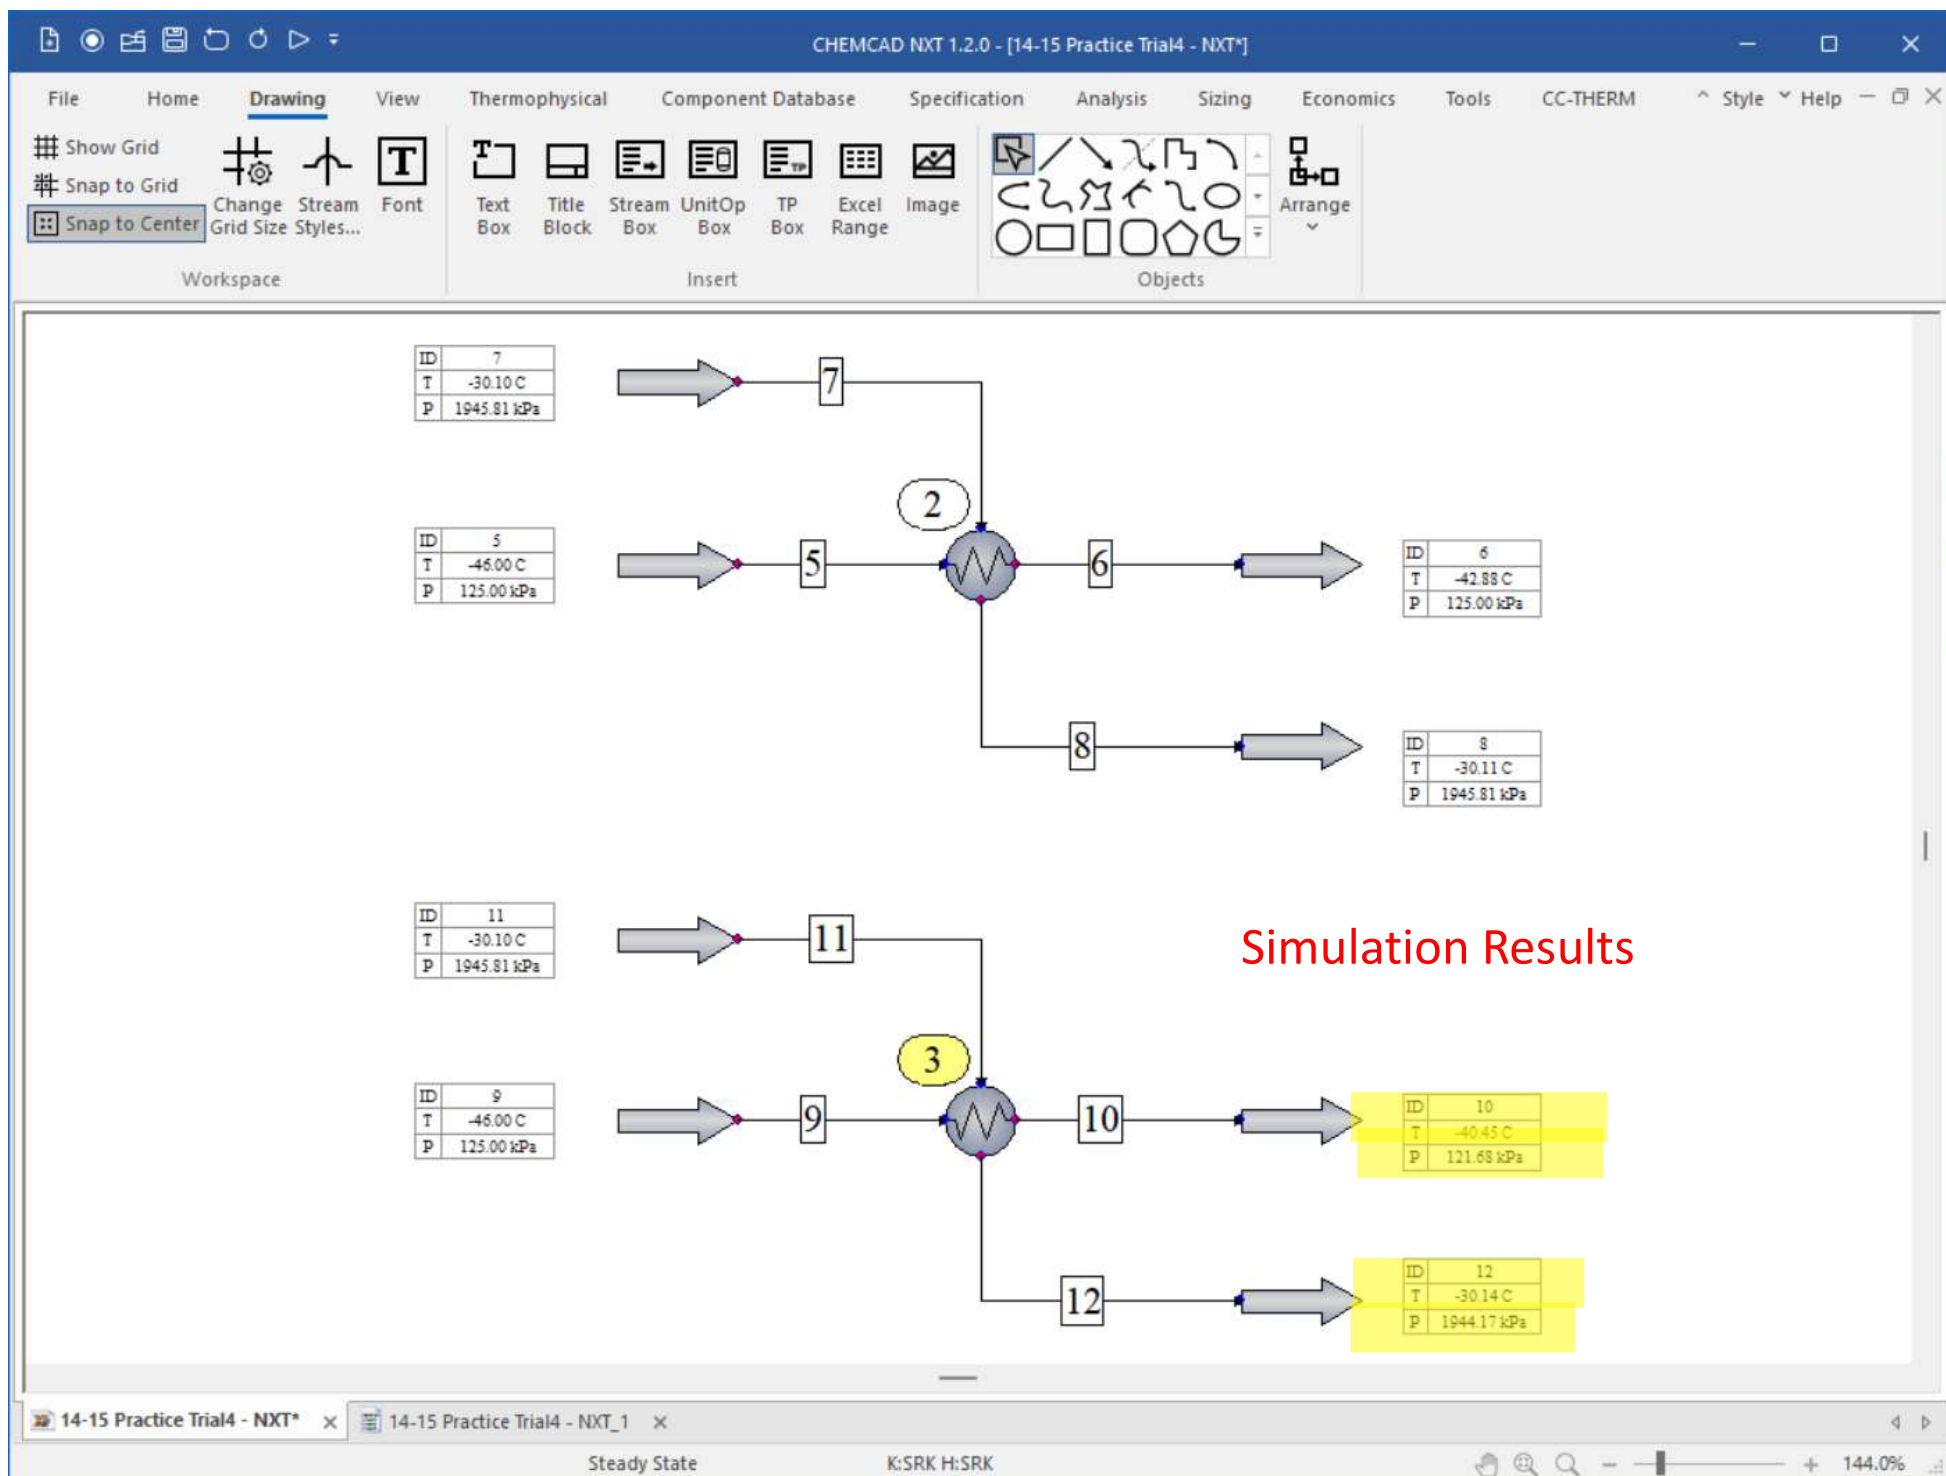 CHEMCAD NXT 1.2.0 - [14-15 Practice Trial4 - NXT*]
File Home Drawing View Thermophysical Component Database Specification Analysis Sizing Economics Tools CC-THERM Style Help
Show Grid
Snap to Grid
Snap to Center
Change Grid Size
Stream Styles...
Font
Workspace
Text Box
Title Block
Stream Box
UnitOp Box
TP Box
Excel Range
Image
Insert
Objects
Arrange
ID 7
T -30.10 C
P 1945.81 kPa
7
2
ID 5
T -46.00 C
P 125.00 kPa
5
6
ID 6
T -42.88 C
P 125.00 kPa
8
ID 8
T -30.11 C
P 1945.81 kPa
ID 11
T -30.10 C
P 1945.81 kPa
11
Simulation Results
3
ID 9
T -46.00 C
P 125.00 kPa
9
10
ID 10
T -40.45 C
P 121.68 kPa
12
ID 12
T -30.14 C
P 1944.17 kPa
14-15 Practice Trial4 - NXT* 14-15 Practice Trial4 - NXT_1
Steady State K:SRK H:SRK 144.0%